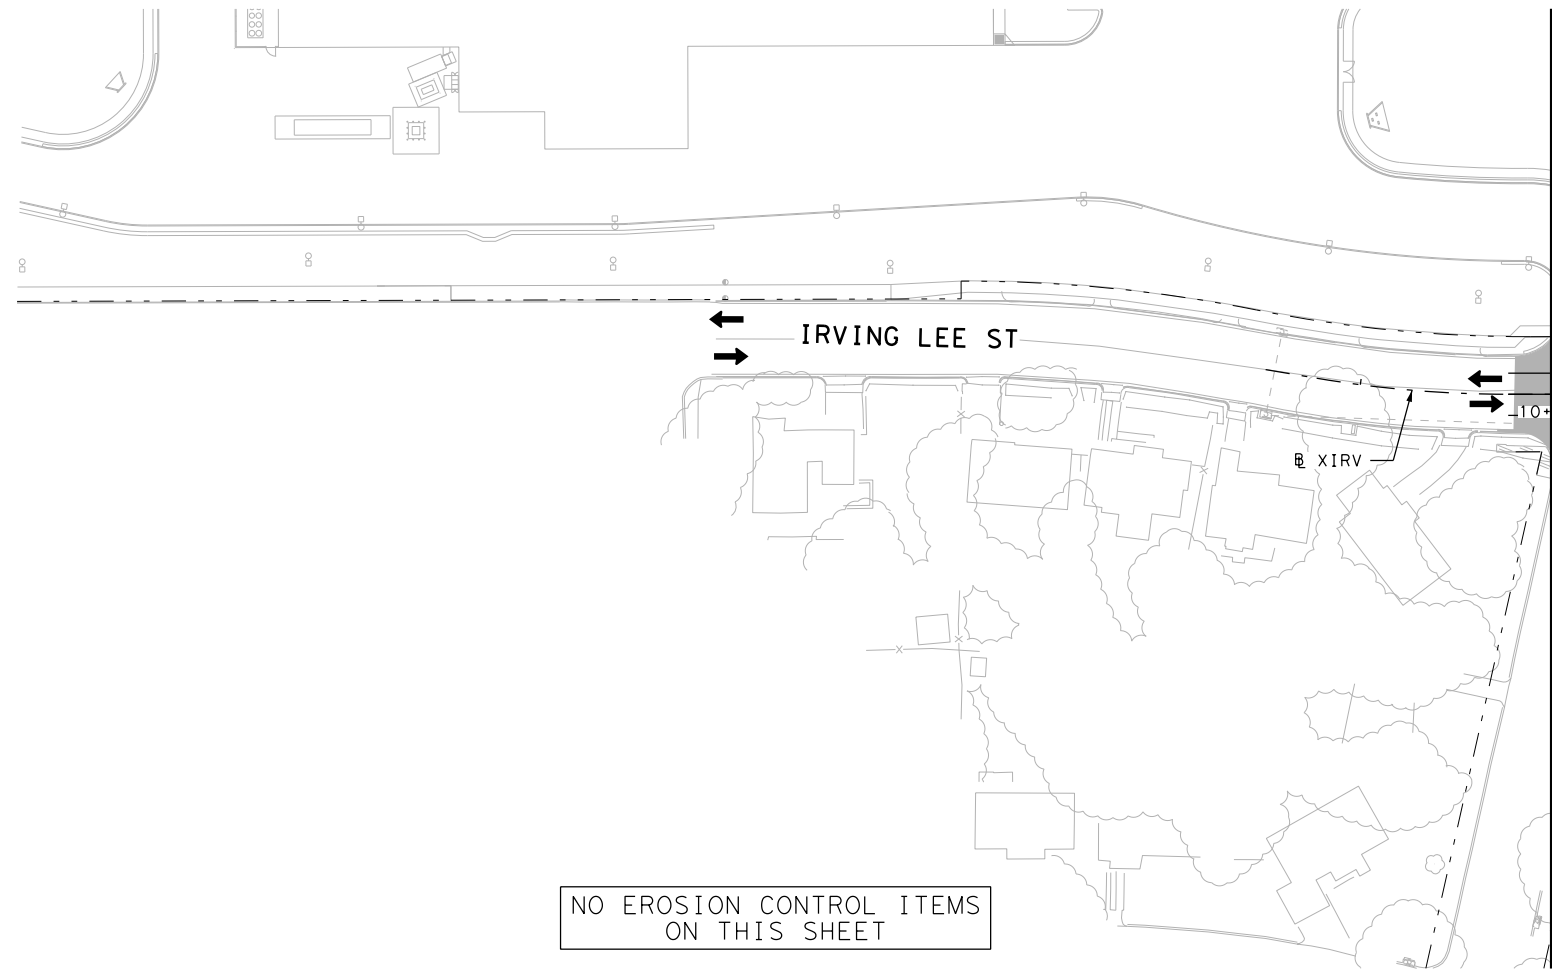 IRVING LEE ST
10+
℄ XIRV
NO EROSION CONTROL ITEMS
ON THIS SHEET